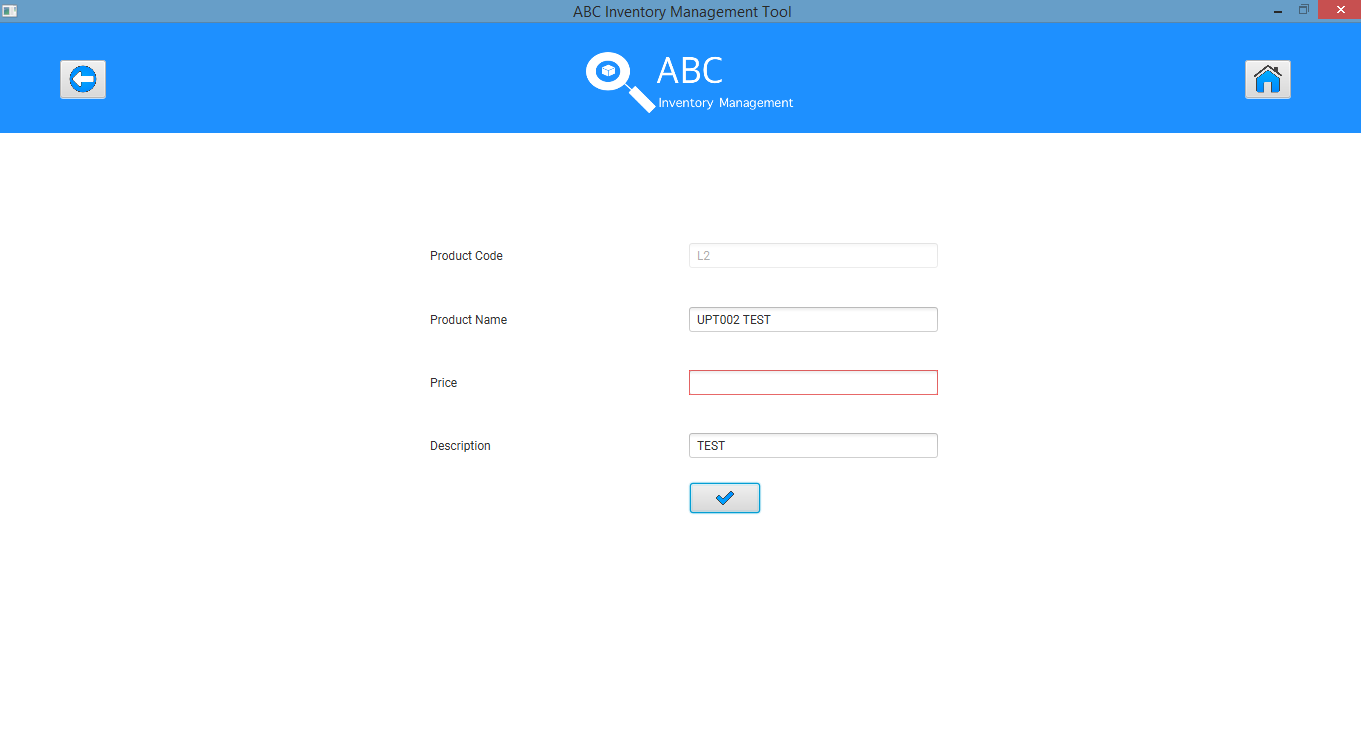 ABC Inventory Management Tool
ABC
Inventory Management
Product Code
L2
Product Name
UPT002 TEST
Price
Description
TEST